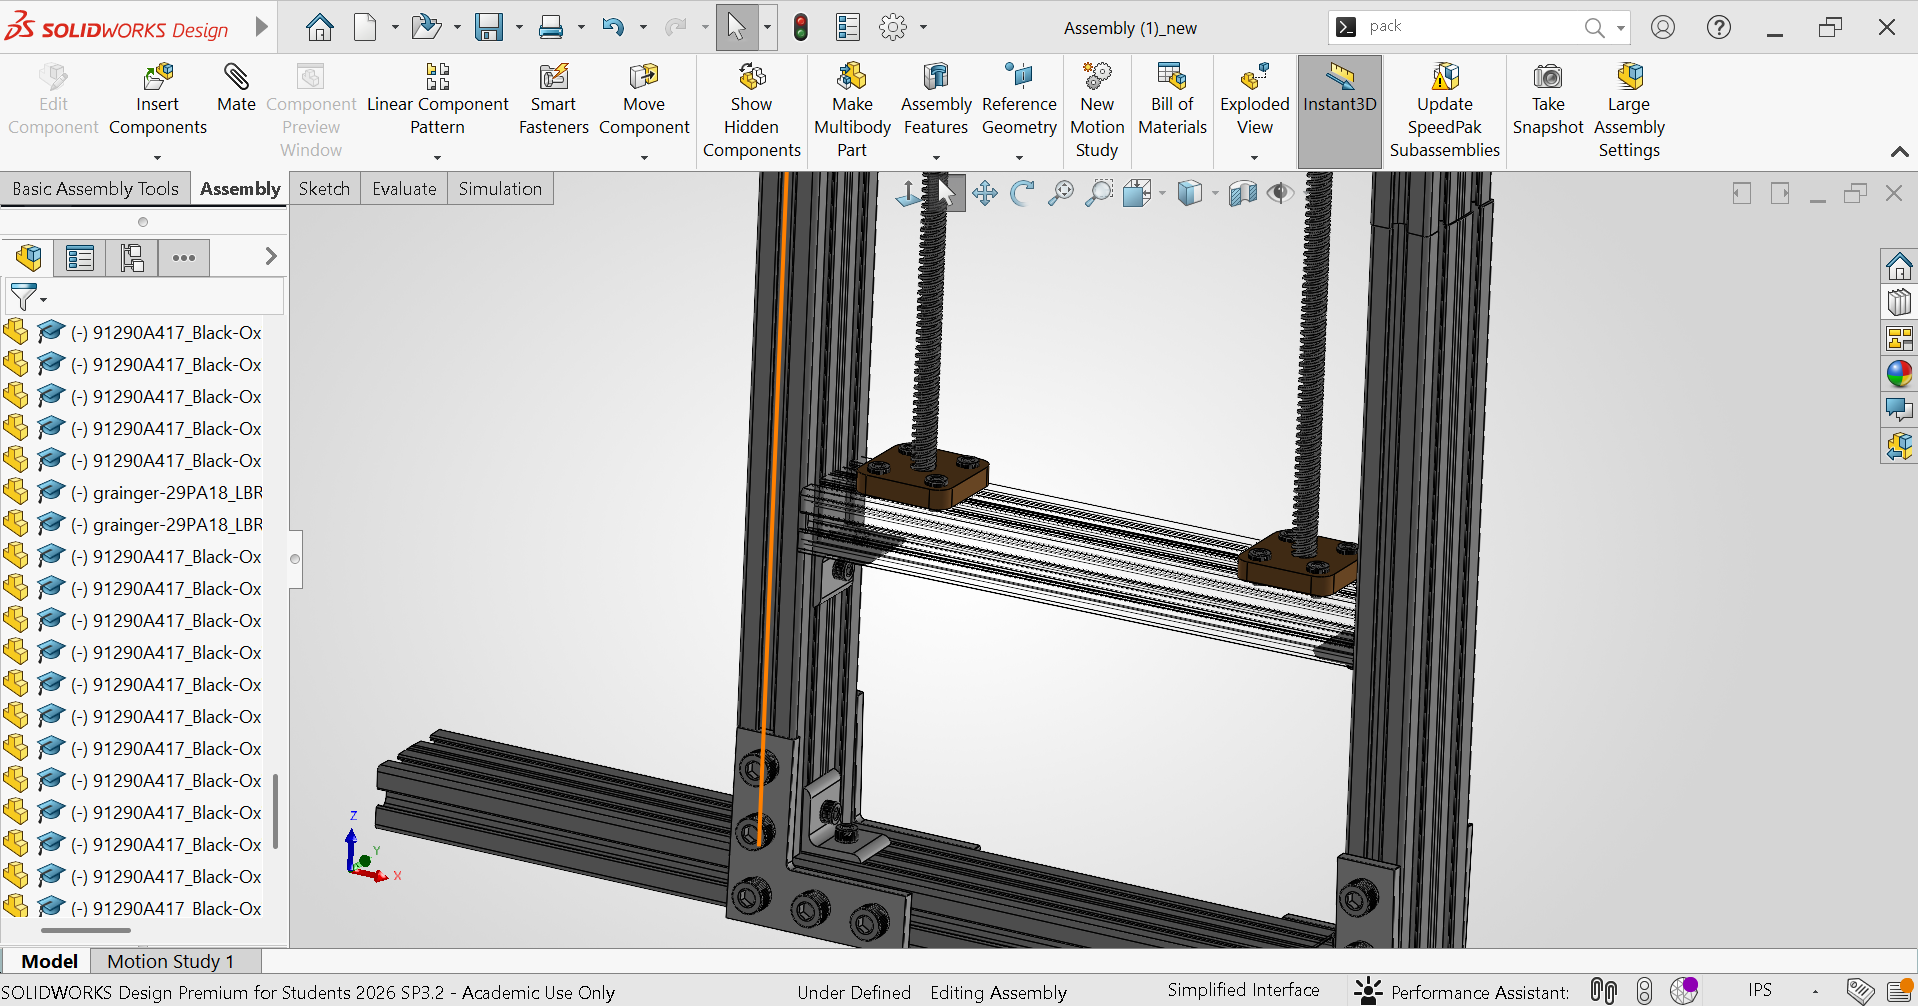 SOLIDWORKS Design
Assembly (1)_new
pack
Edit Component
Insert Components
Mate
Component Preview Window
Linear Component Pattern
Smart Fasteners
Move Component
Show Hidden Components
Make Multibody Part
Assembly Features
Reference Geometry
New Motion Study
Bill of Materials
Exploded View
Instant3D
Update SpeedPak Subassemblies
Take Snapshot
Large Assembly Settings
Basic Assembly Tools
Assembly
Sketch
Evaluate
Simulation
(-) 91290A417_Black-Ox
(-) 91290A417_Black-Ox
(-) 91290A417_Black-Ox
(-) 91290A417_Black-Ox
(-) 91290A417_Black-Ox
(-) grainger-29PA18_LBR
(-) grainger-29PA18_LBR
(-) 91290A417_Black-Ox
(-) 91290A417_Black-Ox
(-) 91290A417_Black-Ox
(-) 91290A417_Black-Ox
(-) 91290A417_Black-Ox
(-) 91290A417_Black-Ox
(-) 91290A417_Black-Ox
(-) 91290A417_Black-Ox
(-) 91290A417_Black-Ox
(-) 91290A417_Black-Ox
(-) 91290A417_Black-Ox
(-) 91290A417_Black-Ox
Z
Y
X
Model
Motion Study 1
SOLIDWORKS Design Premium for Students 2026 SP3.2 - Academic Use Only
Under Defined
Editing Assembly
Simplified Interface
Performance Assistant:
IPS